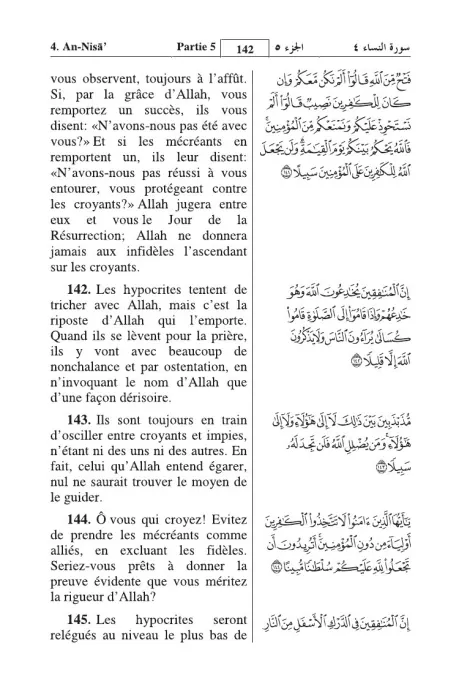 4. An-Nisā’ Partie 5 142 الجزء ٥ سورة النساء ٤
vous observent, toujours à l’affût.
Si, par la grâce d’Allah, vous
remportez un succès, ils vous
disent: «N’avons-nous pas été avec
vous?» Et si les mécréants en
remportent un, ils leur disent:
«N’avons-nous pas réussi à vous
entourer, vous protégeant contre
les croyants?» Allah jugera entre
eux et vous le Jour de la
Résurrection; Allah ne donnera
jamais aux infidèles l’ascendant
sur les croyants.
فَتْحٌ مِّنَ ٱللَّهِ قَالُوٓا۟ أَلَمْ نَكُن مَّعَكُمْ وَإِن
كَانَ لِلْكَٰفِرِينَ نَصِيبٌ قَالُوٓا۟ أَلَمْ
نَسْتَحْوِذْ عَلَيْكُمْ وَنَمْنَعْكُم مِّنَ ٱلْمُؤْمِنِينَ ۚ
فَٱللَّهُ يَحْكُمُ بَيْنَكُمْ يَوْمَ ٱلْقِيَٰمَةِ ۗ وَلَن يَجْعَلَ
ٱللَّهُ لِلْكَٰفِرِينَ عَلَى ٱلْمُؤْمِنِينَ سَبِيلًا ١٤١
142. Les hypocrites tentent de
tricher avec Allah, mais c’est la
riposte d’Allah qui l’emporte.
Quand ils se lèvent pour la prière,
ils y vont avec beaucoup de
nonchalance et par ostentation, en
n’invoquant le nom d’Allah que
d’une façon dérisoire.
إِنَّ ٱلْمُنَٰفِقِينَ يُخَٰدِعُونَ ٱللَّهَ وَهُوَ
خَٰدِعُهُمْ وَإِذَا قَامُوٓا۟ إِلَى ٱلصَّلَوٰةِ قَامُوا۟
كُسَالَىٰ يُرَآءُونَ ٱلنَّاسَ وَلَا يَذْكُرُونَ
ٱللَّهَ إِلَّا قَلِيلًا ١٤٢
143. Ils sont toujours en train
d’osciller entre croyants et impies,
n’étant ni des uns ni des autres. En
fait, celui qu’Allah entend égarer,
nul ne saurait trouver le moyen de
le guider.
مُّذَبْذَبِينَ بَيْنَ ذَٰلِكَ لَآ إِلَىٰ هَٰٓؤُلَآءِ وَلَآ إِلَىٰ
هَٰٓؤُلَآءِ ۚ وَمَن يُضْلِلِ ٱللَّهُ فَلَن تَجِدَ لَهُۥ
سَبِيلًا ١٤٣
144. Ô vous qui croyez! Evitez
de prendre les mécréants comme
alliés, en excluant les fidèles.
Seriez-vous prêts à donner la
preuve évidente que vous méritez
la rigueur d’Allah?
يَٰٓأَيُّهَا ٱلَّذِينَ ءَامَنُوا۟ لَا تَتَّخِذُوا۟ ٱلْكَٰفِرِينَ
أَوْلِيَآءَ مِن دُونِ ٱلْمُؤْمِنِينَ ۚ أَتُرِيدُونَ أَن
تَجْعَلُوا۟ لِلَّهِ عَلَيْكُمْ سُلْطَٰنًا مُّبِينًا ١٤٤
145. Les hypocrites seront
relégués au niveau le plus bas de
إِنَّ ٱلْمُنَٰفِقِينَ فِى ٱلدَّرْكِ ٱلْأَسْفَلِ مِنَ ٱلنَّارِ